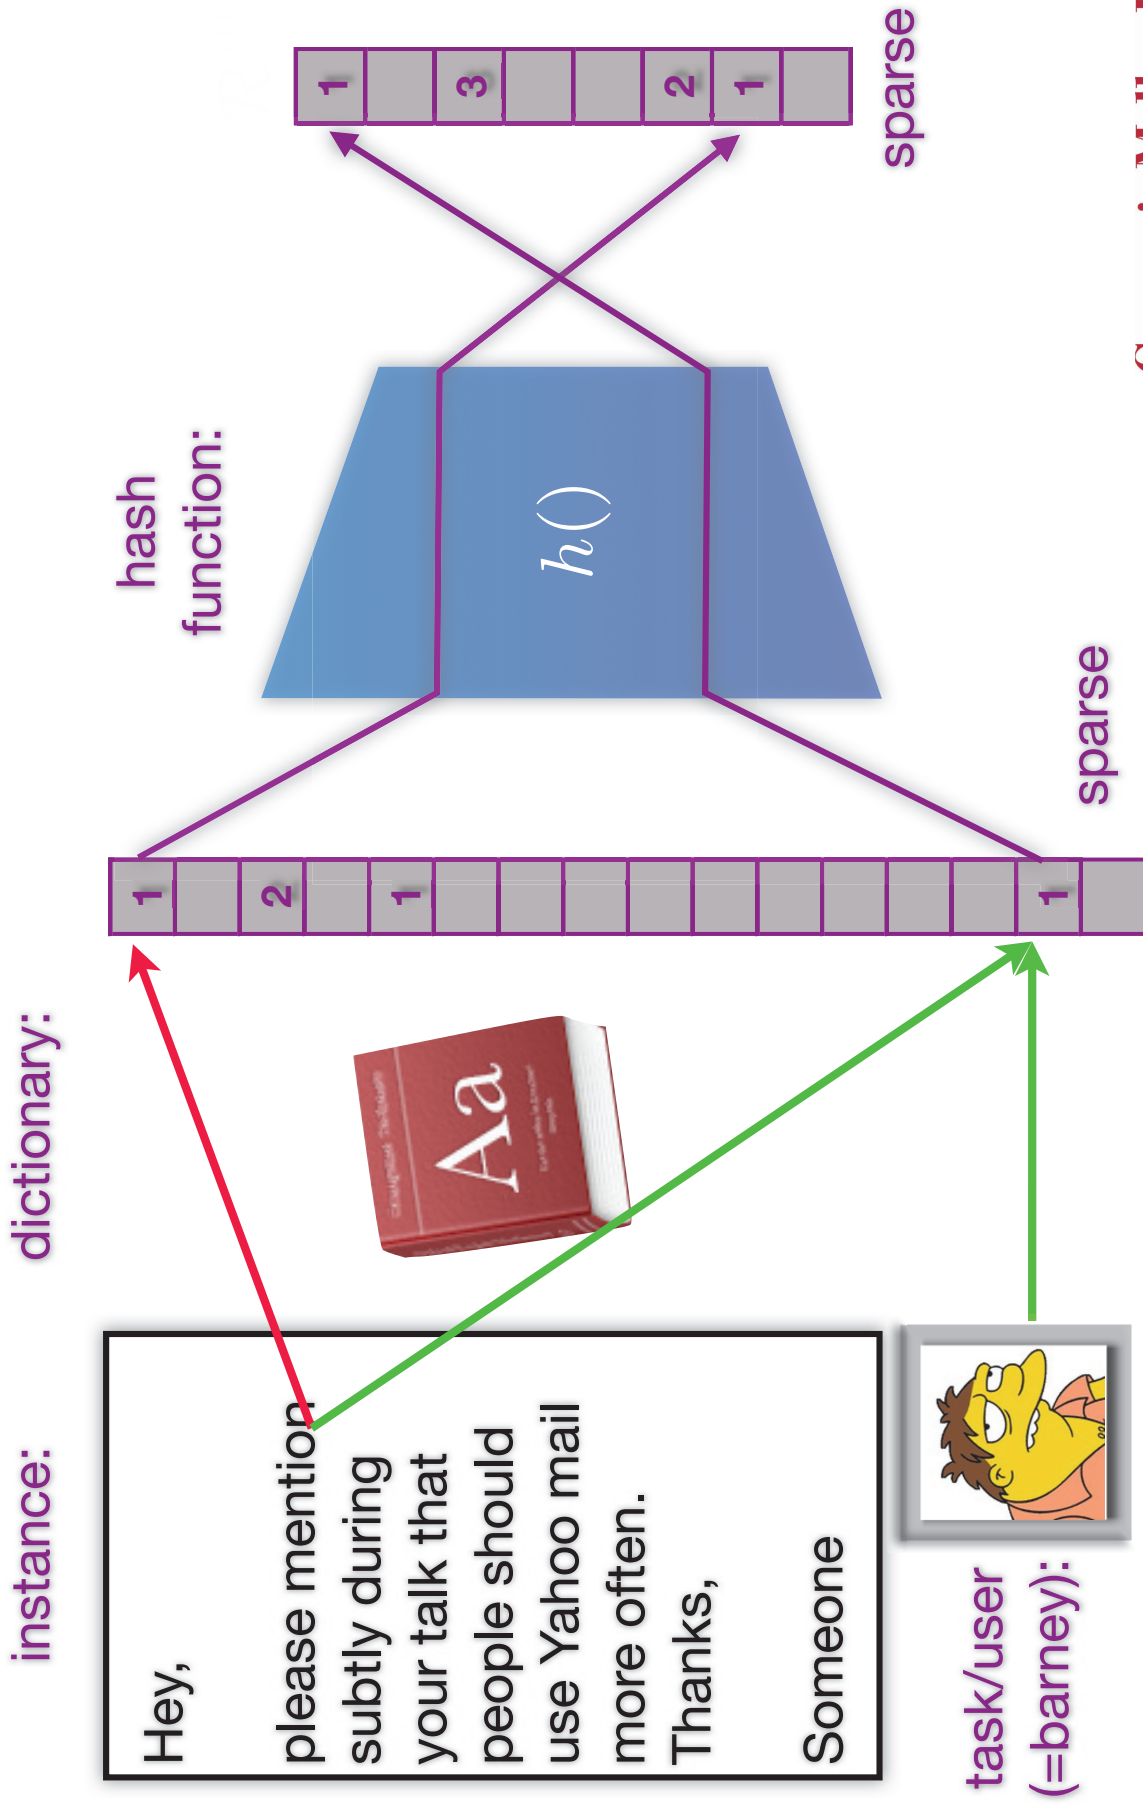 instance:
dictionary:
hash
function:
Hey,
please mention
subtly during
your talk that
people should
use Yahoo mail
more often.
Thanks,
Someone
task/user
(=barney):
Aa
1
2
1
1
sparse
h()
1
3
2
1
sparse